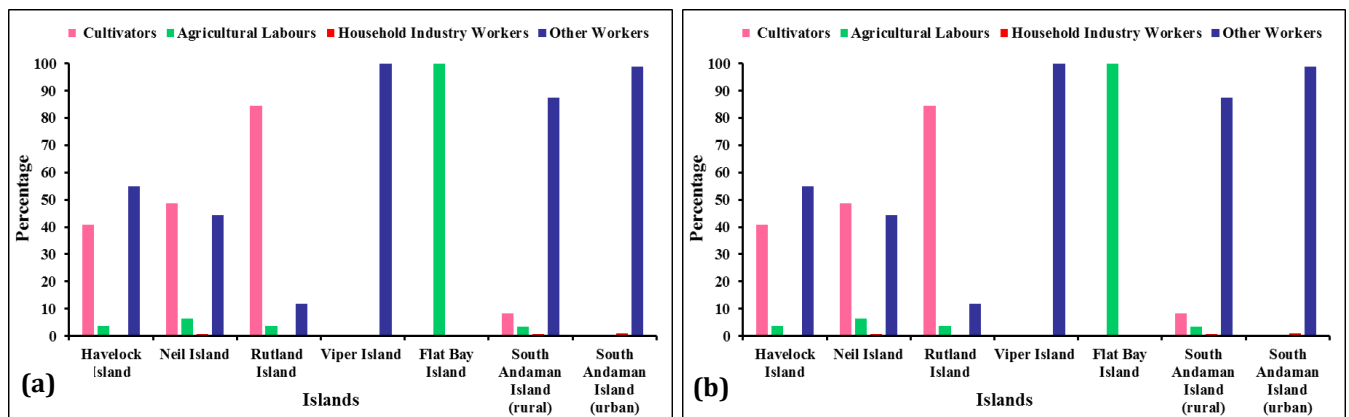 Cultivators Agricultural Labours Household Industry Workers Other Workers
100
90
80
70
60
50
40
30
20
10
0
Percentage
Havelock Island
Neil Island
Rutland Island
Viper Island
Flat Bay Island
South Andaman Island (rural)
South Andaman Island (urban)
Islands
(a)
Cultivators Agricultural Labours Household Industry Workers Other Workers
100
90
80
70
60
50
40
30
20
10
0
Percentage
Havelock Island
Neil Island
Rutland Island
Viper Island
Flat Bay Island
South Andaman Island (rural)
South Andaman Island (urban)
Islands
(b)